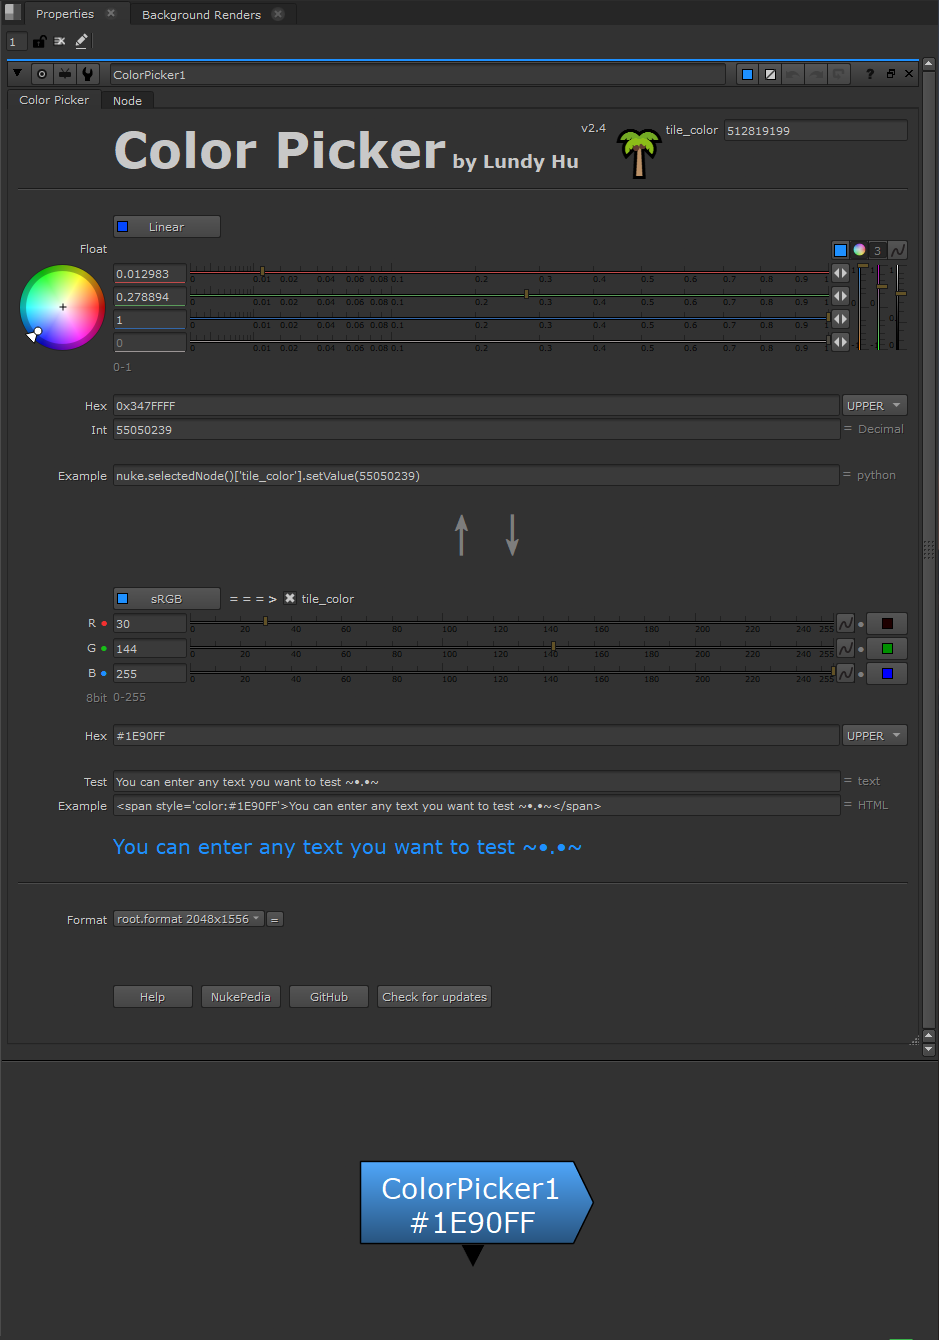 Properties Background Renders
1
ColorPicker1 ?
Color Picker Node
Color Picker by Lundy Hu v2.4 tile_color 512819199
Linear
Float 3
0.012983 0 0.01 0.02 0.04 0.06 0.08 0.1 0.2 0.3 0.4 0.5 0.6 0.7 0.8 0.9 1
0.278894 0 0.01 0.02 0.04 0.06 0.08 0.1 0.2 0.3 0.4 0.5 0.6 0.7 0.8 0.9 1
1 0 0.01 0.02 0.04 0.06 0.08 0.1 0.2 0.3 0.4 0.5 0.6 0.7 0.8 0.9 1
0 0 0.01 0.02 0.04 0.06 0.08 0.1 0.2 0.3 0.4 0.5 0.6 0.7 0.8 0.9 1
0-1
Hex 0x347FFFF UPPER
Int 55050239 = Decimal
Example nuke.selectedNode()['tile_color'].setValue(55050239) = python
sRGB = = = > tile_color
R 30 0 20 40 60 80 100 120 140 160 180 200 220 240 255
G 144 0 20 40 60 80 100 120 140 160 180 200 220 240 255
B 255 0 20 40 60 80 100 120 140 160 180 200 220 240 255
8bit 0-255
Hex #1E90FF UPPER
Test You can enter any text you want to test ~•.•~ = text
Example <span style='color:#1E90FF'>You can enter any text you want to test ~•.•~</span> = HTML
You can enter any text you want to test ~•.•~
Format root.format 2048x1556 =
Help NukePedia GitHub Check for updates
ColorPicker1
#1E90FF